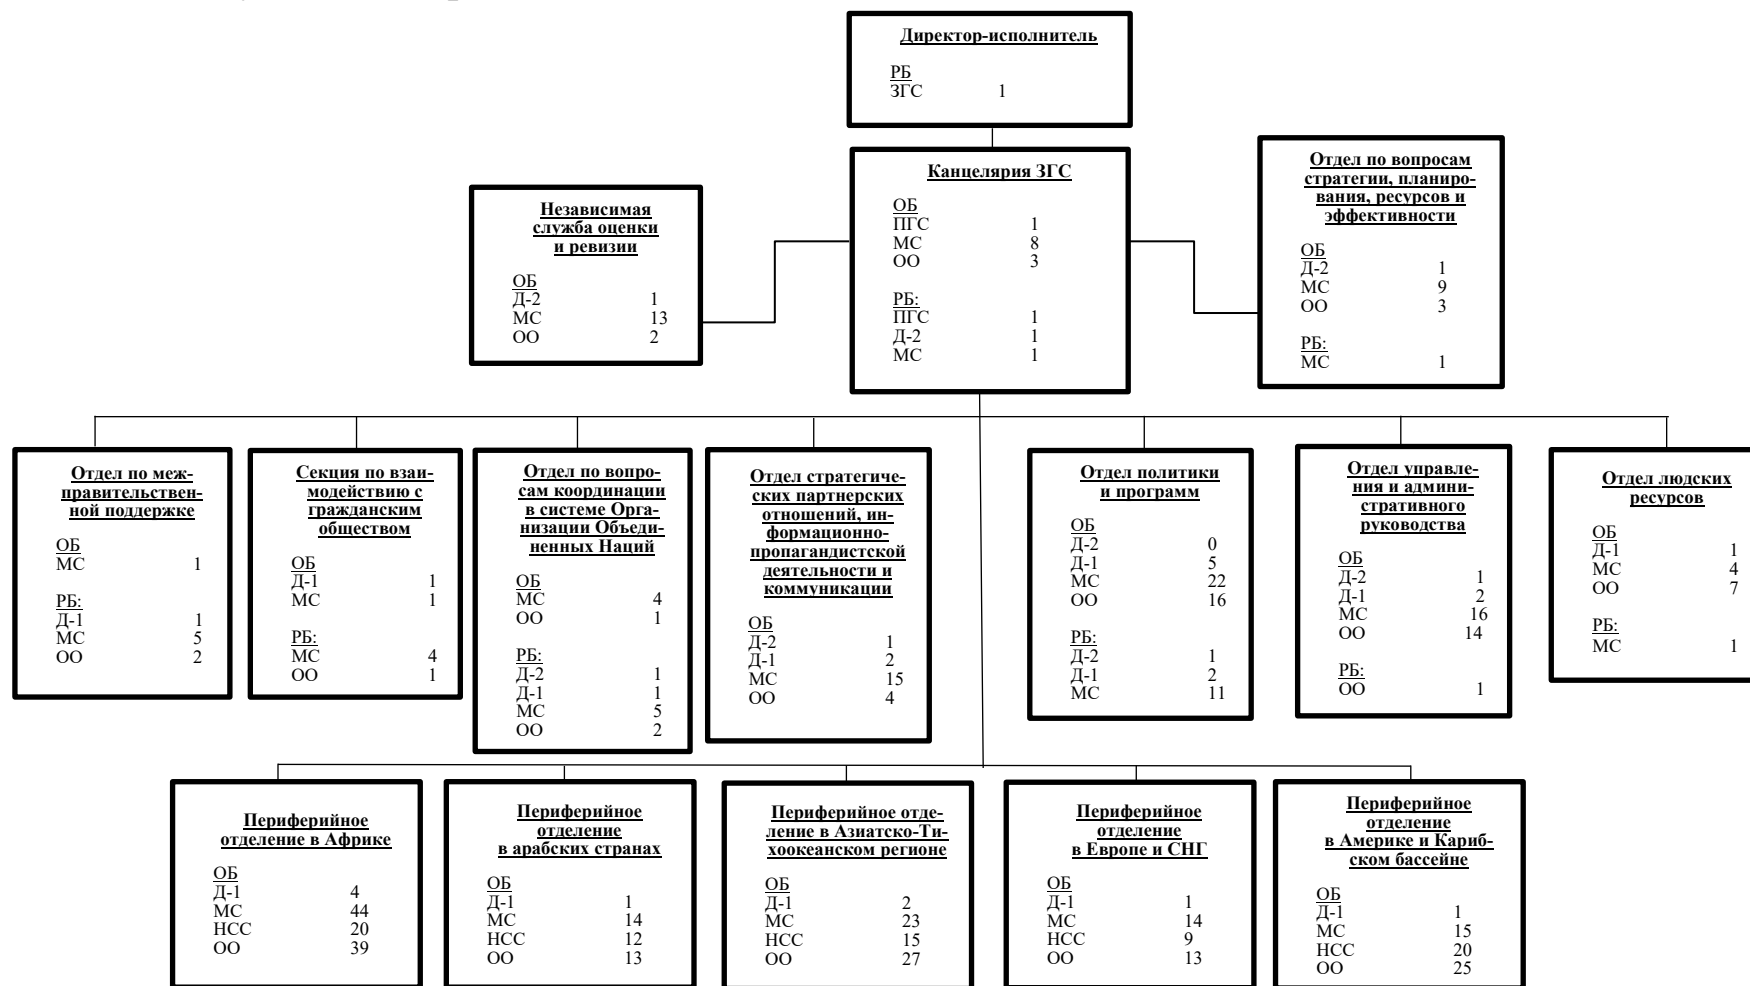 Директор-исполнитель
РБ
ЗГС 1
Канцелярия ЗГС
ОБ
ПГС 1
МС 8
ОО 3
РБ:
ПГС 1
Д-2 1
МС 1
Независимая
служба оценки
и ревизии
ОБ
Д-2 1
МС 13
ОО 2
Отдел по вопросам
стратегии, планиро-
вания, ресурсов и
эффективности
ОБ
Д-2 1
МС 9
ОО 3
РБ:
МС 1
Отдел по меж-
правительствен-
ной поддержке
ОБ
МС 1
РБ:
Д-1 1
МС 5
ОО 2
Секция по взаи-
модействию с
гражданским
обществом
ОБ
Д-1 1
МС 1
РБ:
МС 4
ОО 1
Отдел по вопро-
сам координации
в системе Орга-
низации Объеди-
ненных Наций
ОБ
МС 4
ОО 1
РБ:
Д-2 1
Д-1 1
МС 5
ОО 2
Отдел стратегиче-
ских партнерских
отношений, ин-
формационно-
пропагандистской
деятельности и
коммуникации
ОБ
Д-2 1
Д-1 2
МС 15
ОО 4
Отдел политики
и программ
ОБ
Д-2 0
Д-1 5
МС 22
ОО 16
РБ:
Д-2 1
Д-1 2
МС 11
Отдел управле-
ния и админи-
стративного
руководства
ОБ
Д-2 1
Д-1 2
МС 16
ОО 14
РБ:
ОО 1
Отдел людских
ресурсов
ОБ
Д-1 1
МС 4
ОО 7
РБ:
МС 1
Периферийное
отделение в Африке
ОБ
Д-1 4
МС 44
НСС 20
ОО 39
Периферийное
отделение
в арабских странах
ОБ
Д-1 1
МС 14
НСС 12
ОО 13
Периферийное отде-
ление в Азиатско-Ти-
хоокеанском регионе
ОБ
Д-1 2
МС 23
НСС 15
ОО 27
Периферийное
отделение
в Европе и СНГ
ОБ
Д-1 1
МС 14
НСС 9
ОО 13
Периферийное
отделение
в Америке и Кариб-
ском бассейне
ОБ
Д-1 1
МС 15
НСС 20
ОО 25